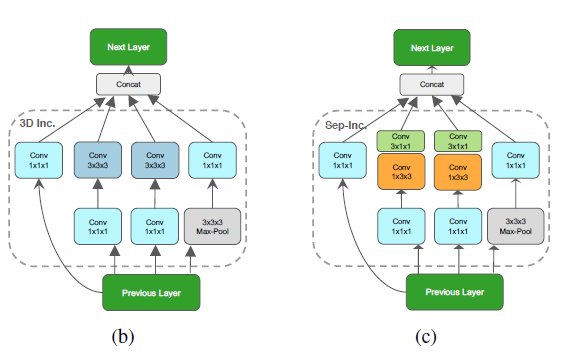 Next Layer
Concat
3D Inc.
Conv
1x1x1
Conv
3x3x3
Conv
3x3x3
Conv
1x1x1
Conv
1x1x1
Conv
1x1x1
3x3x3
Max-Pool
Previous Layer
(b)
Next Layer
Concat
Sep-Inc.
Conv
1x1x1
Conv
3x1x1
Conv
1x3x3
Conv
3x1x1
Conv
1x3x3
Conv
1x1x1
Conv
1x1x1
Conv
1x1x1
3x3x3
Max-Pool
Previous Layer
(c)